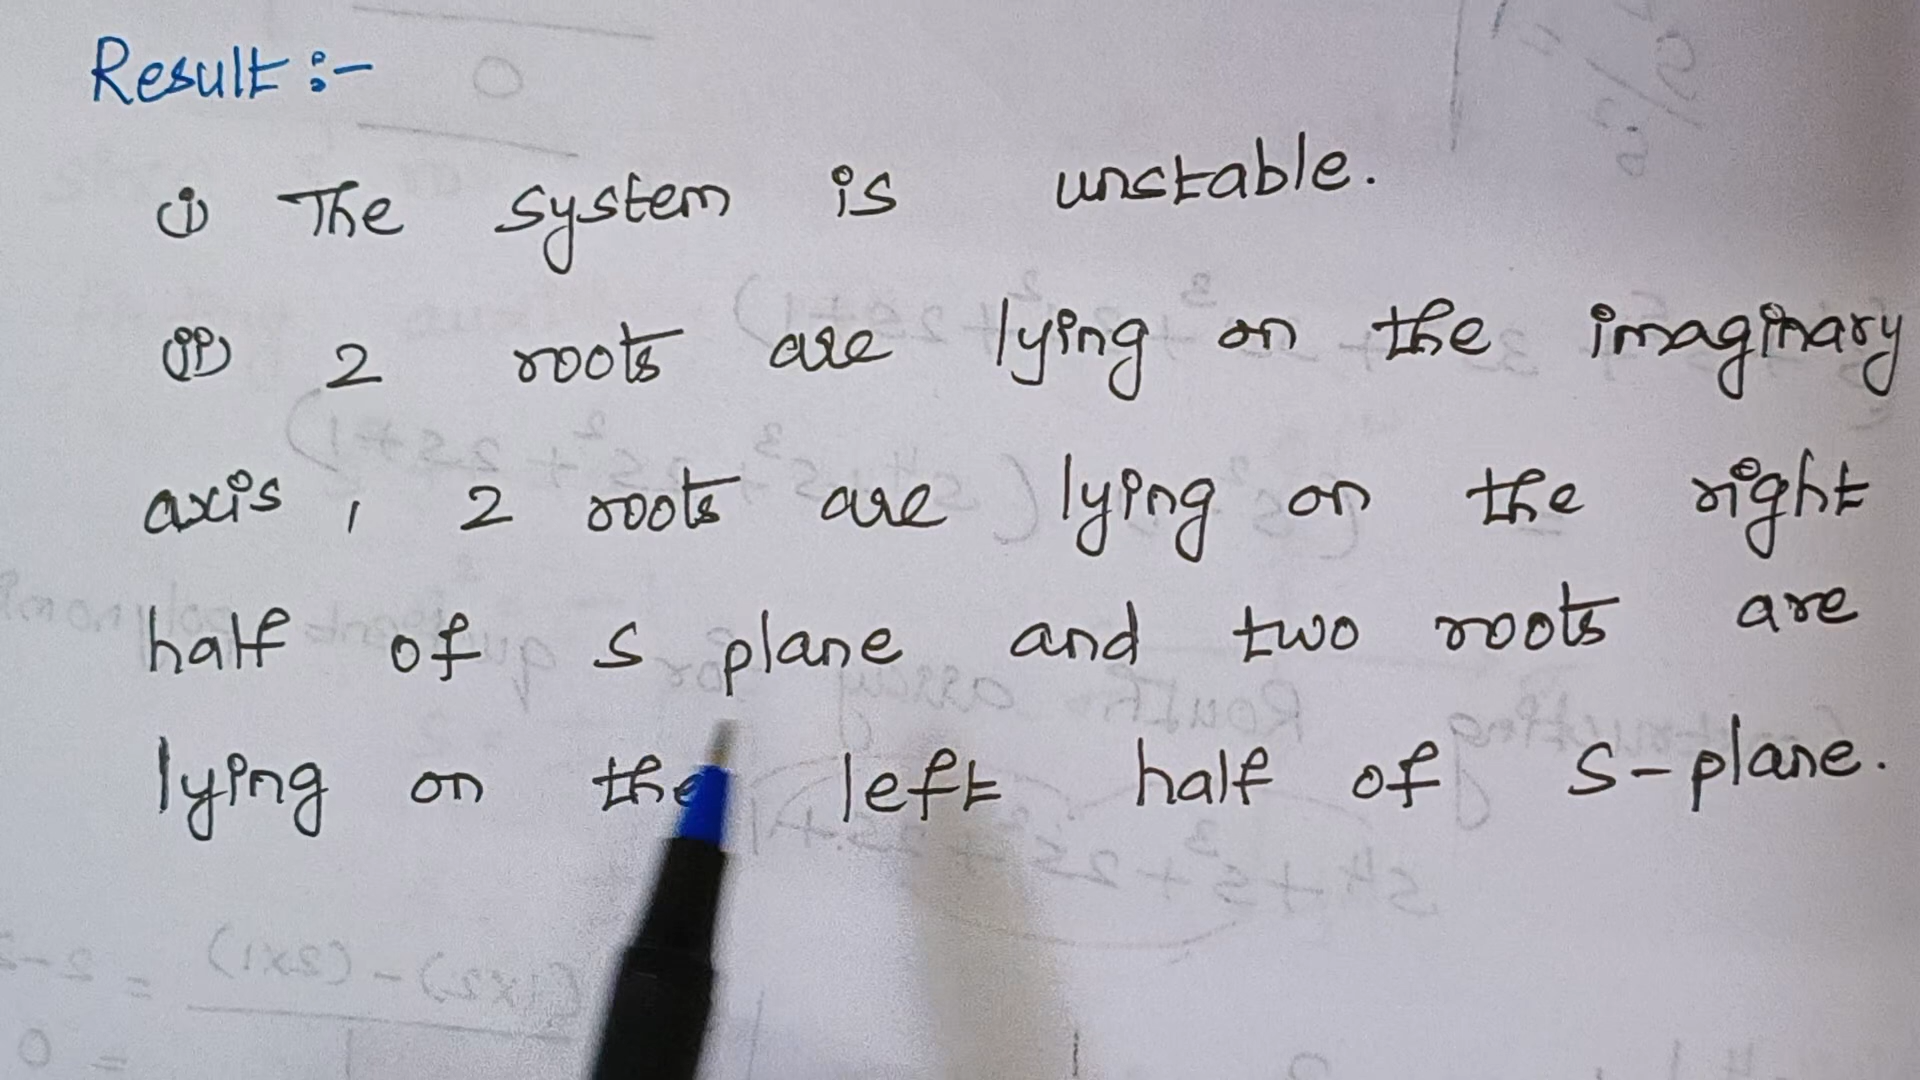 Result :-
(i) The system is unstable.
(ii) 2 roots are lying on the imaginary
axis, 2 roots are lying on the right
half of s plane and two roots are
lying on the left half of s-plane.